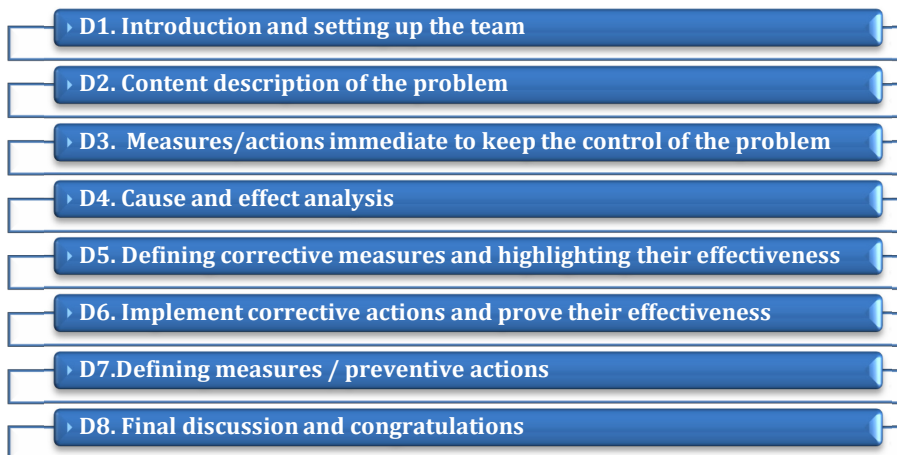 D1. Introduction and setting up the team
D2. Content description of the problem
D3. Measures/actions immediate to keep the control of the problem
D4. Cause and effect analysis
D5. Defining corrective measures and highlighting their effectiveness
D6. Implement corrective actions and prove their effectiveness
D7.Defining measures / preventive actions
D8. Final discussion and congratulations